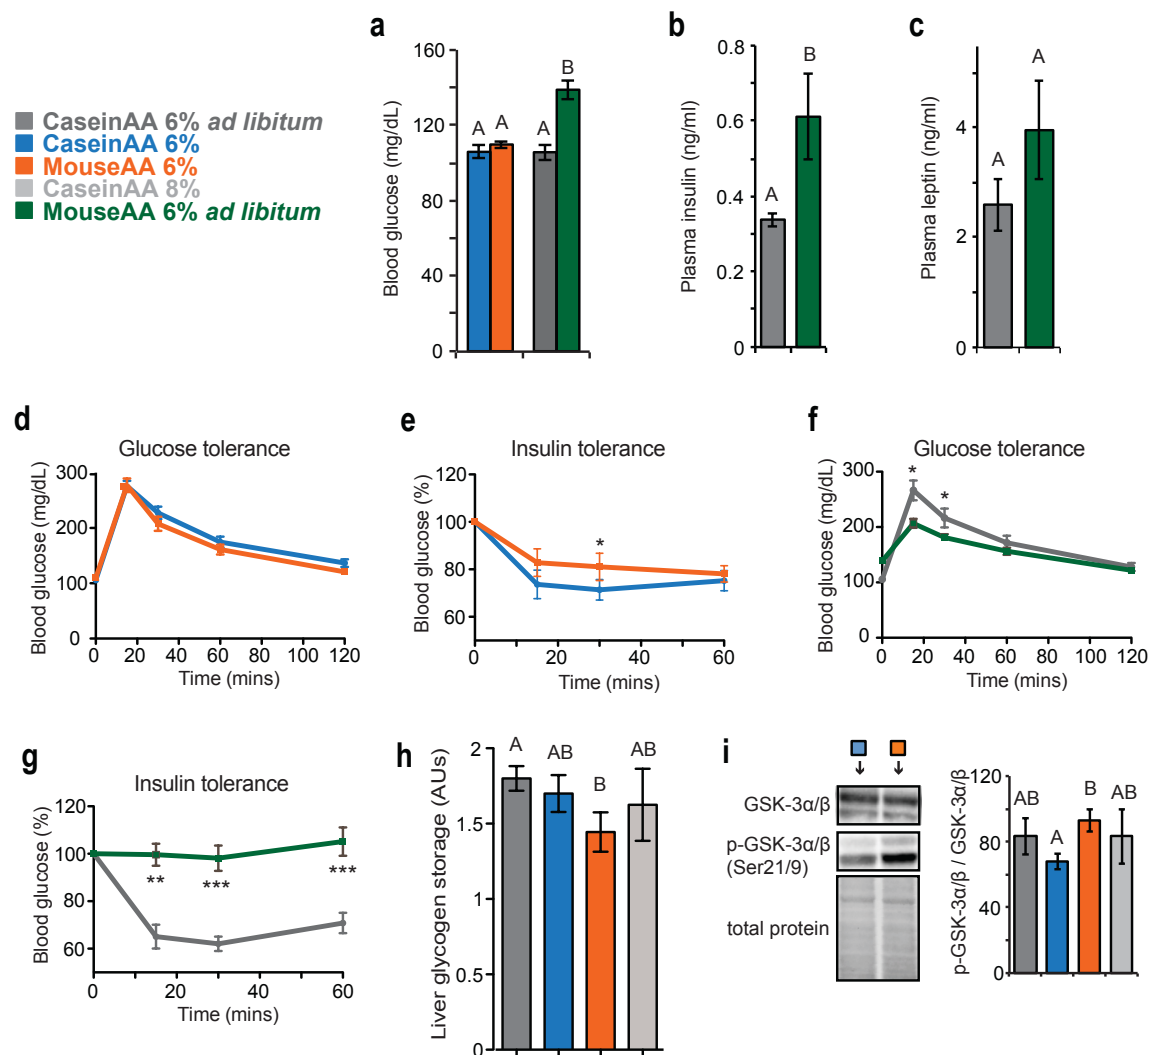 CaseinAA 6% ad libitum
CaseinAA 6%
MouseAA 6%
CaseinAA 8%
MouseAA 6% ad libitum
a
Blood glucose (mg/dL)
160
120
80
40
0
A
A
A
B
b
Plasma insulin (ng/ml)
0.8
0.6
0.4
0.2
0
A
B
c
Plasma leptin (ng/ml)
4
2
0
A
A
d
Glucose tolerance
Blood glucose (mg/dL)
300
200
100
0
0 20 40 60 80 100 120
Time (mins)
e
Insulin tolerance
Blood glucose (%)
120
100
80
60
*
0 20 40 60
Time (mins)
f
Glucose tolerance
Blood glucose (mg/dL)
300
200
100
0
*
*
0 20 40 60 80 100 120
Time (mins)
g
Insulin tolerance
Blood glucose (%)
120
100
80
60
**
***
***
0 20 40 60
Time (mins)
h
Liver glycogen storage (AUs)
2
1.5
1
0.5
0
A
AB
B
AB
i
GSK-3α/β
p-GSK-3α/β
(Ser21/9)
total protein
p-GSK-3α/β / GSK-3α/β
120
80
40
0
AB
A
B
AB